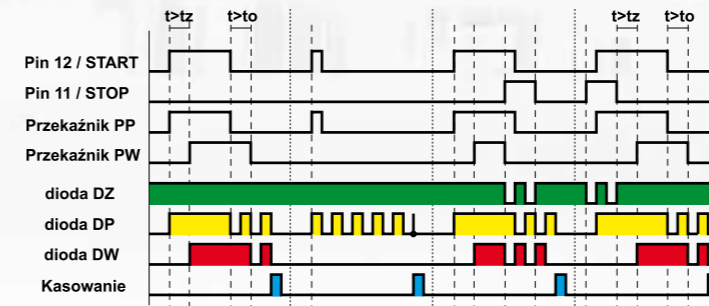 t>tz t>to t>tz t>to
Pin 12 / START
Pin 11 / STOP
Przekaźnik PP
Przekaźnik PW
dioda DZ
dioda DP
dioda DW
Kasowanie